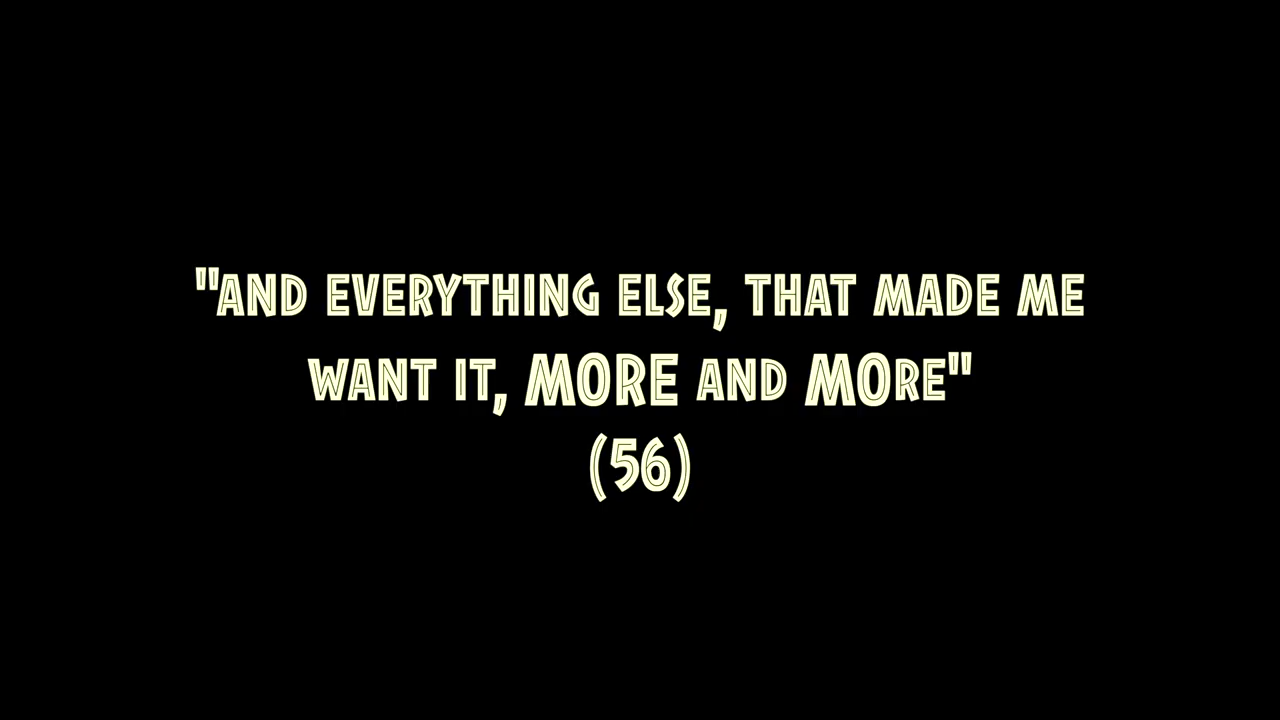 "AND EVERYTHING ELSE, THAT MADE ME
WANT IT, MORE AND MORE"
(56)